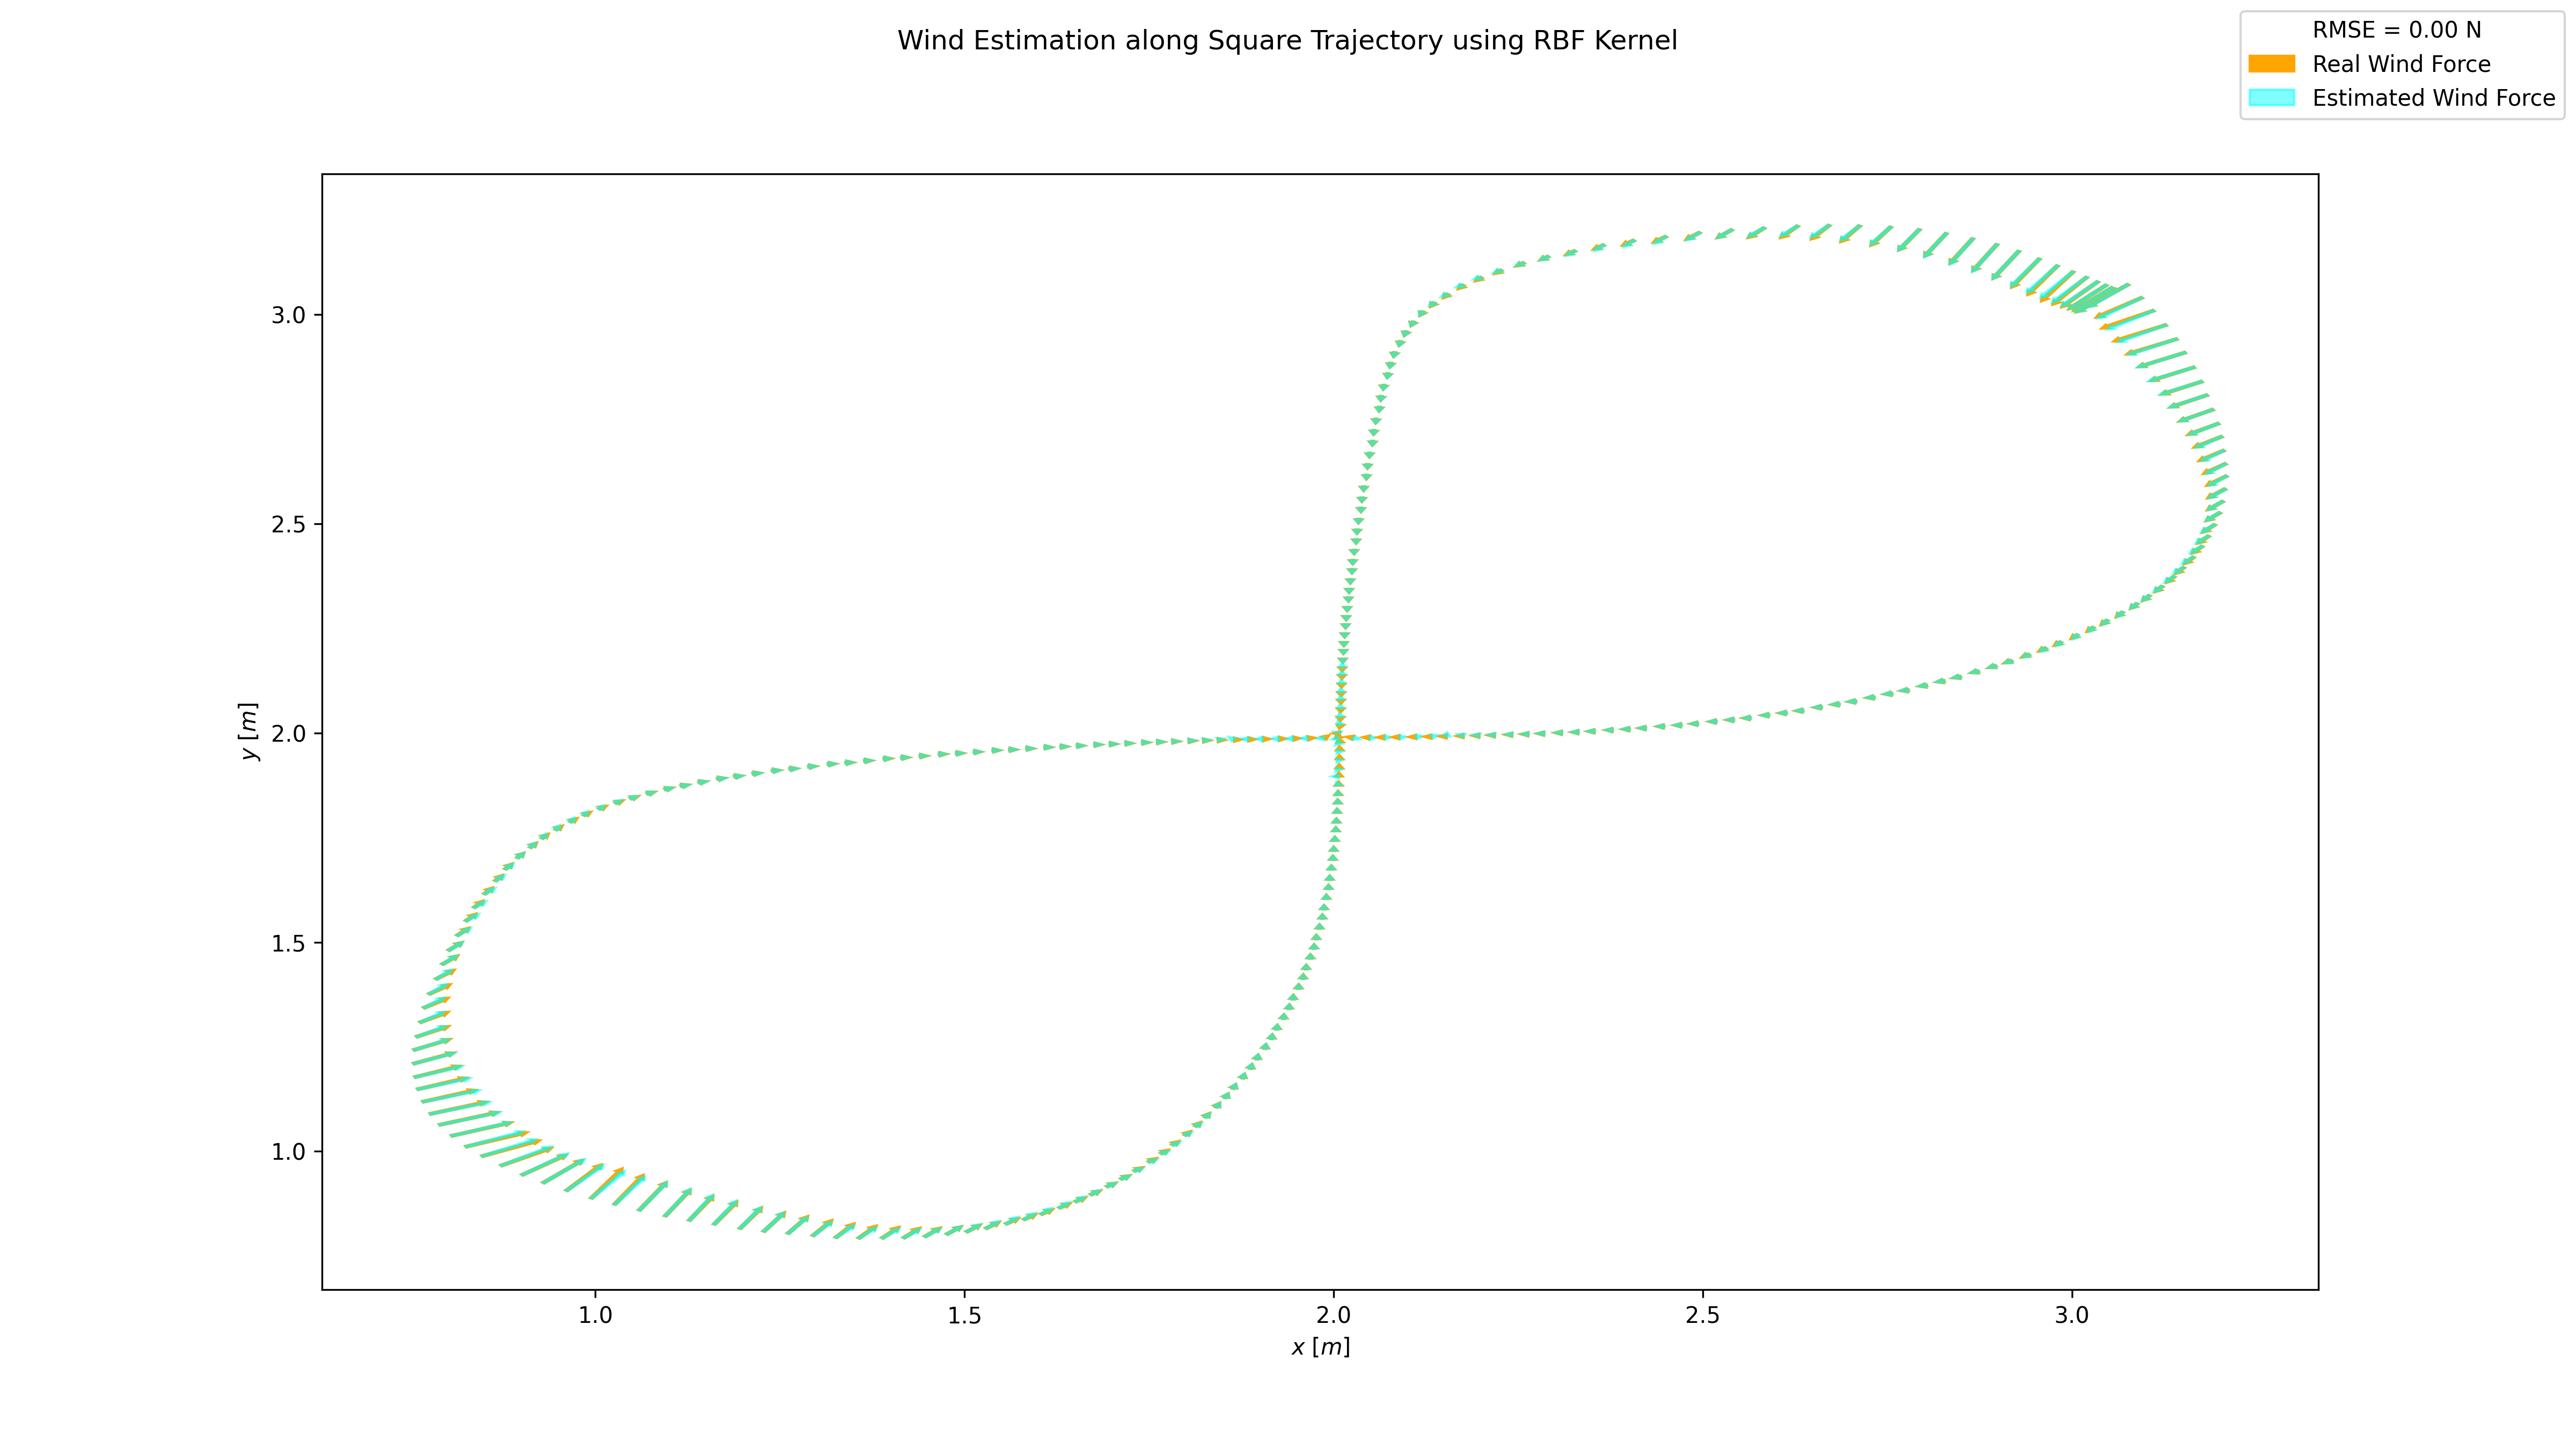 Wind Estimation along Square Trajectory using RBF Kernel
RMSE = 0.00 N
Real Wind Force
Estimated Wind Force
3.0
2.5
2.0
1.5
1.0
y [m]
1.0 1.5 2.0 2.5 3.0
x [m]